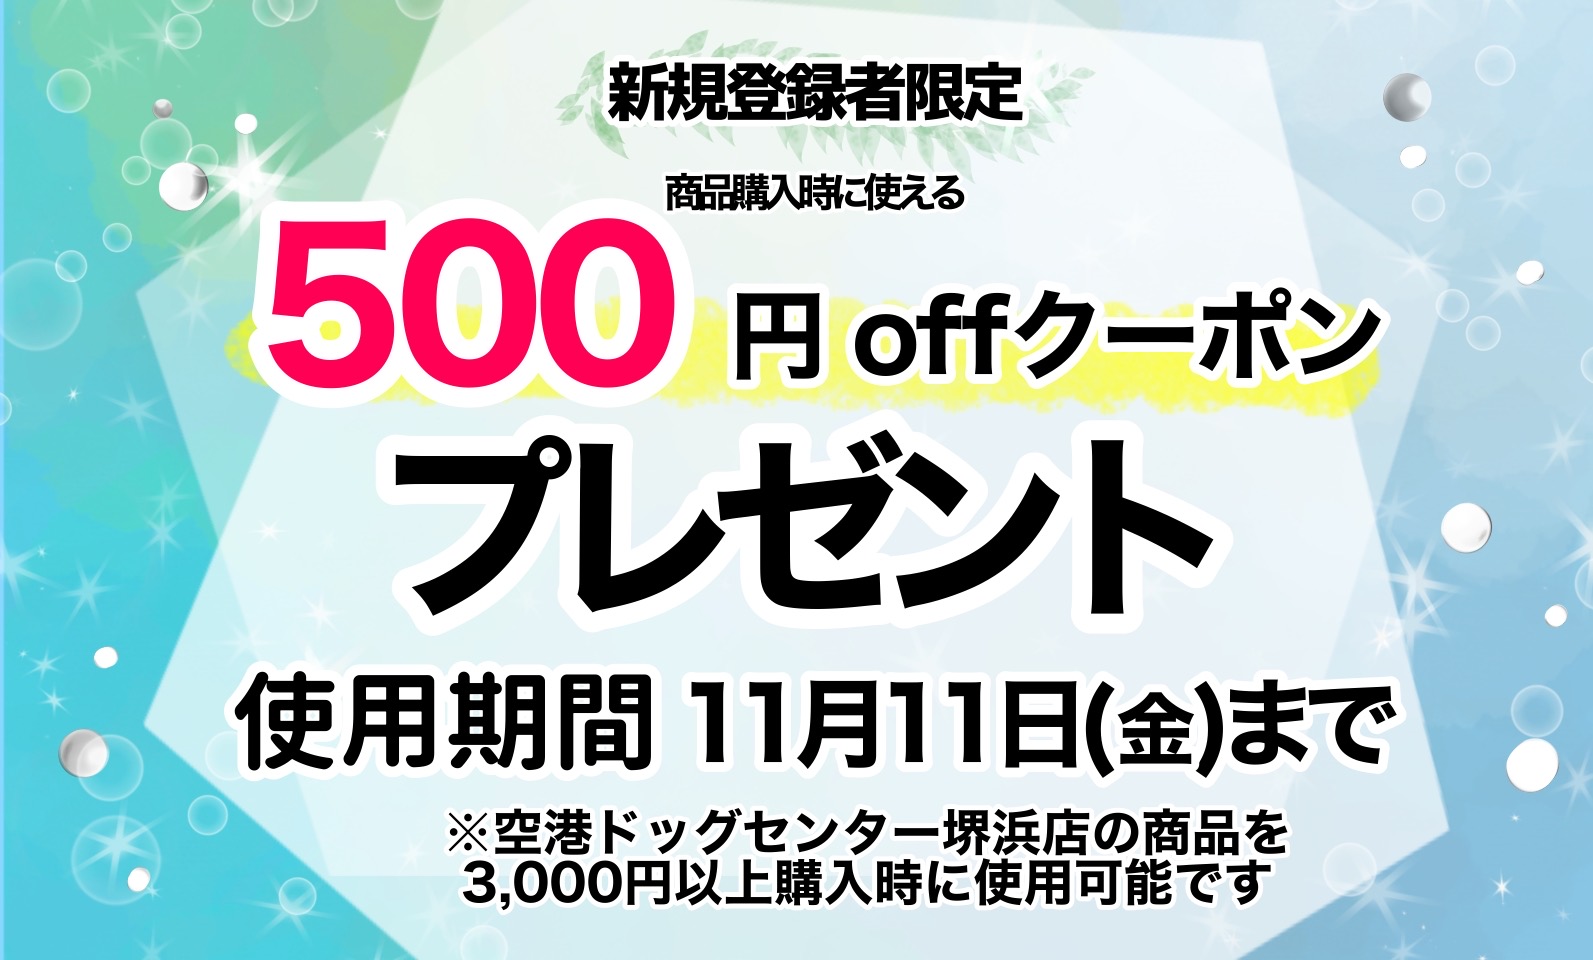 新規登録者限定
商品購入時に使える
500円offクーポン
プレゼント
使用期間 11月11日(金)まで
※空港ドッグセンター堺浜店の商品を
3,000円以上購入時に使用可能です